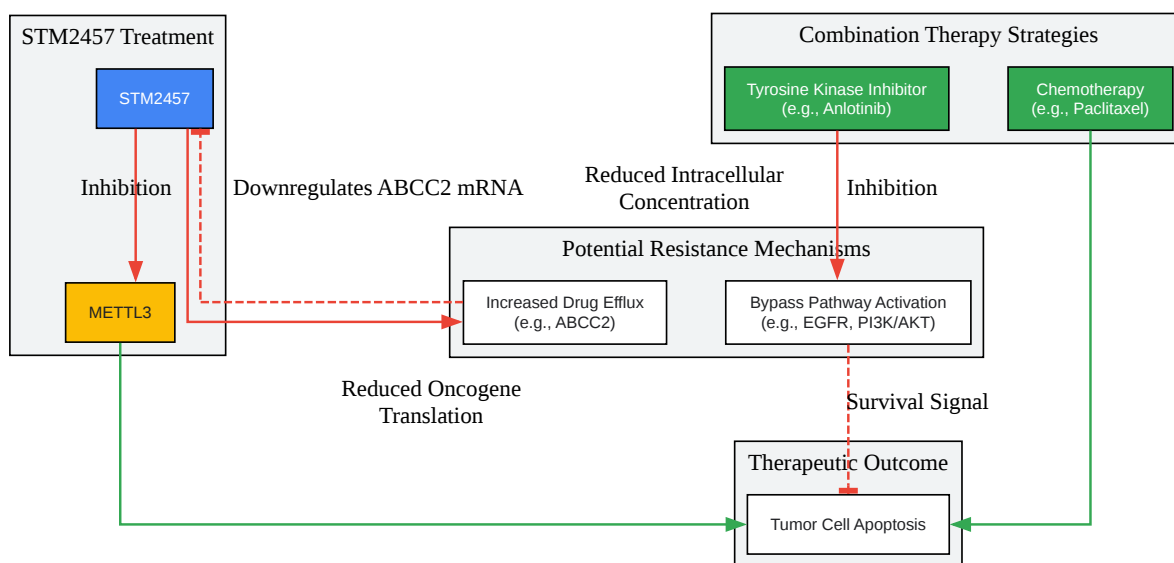 STM2457 Treatment
STM2457
Inhibition
METTL3
Downregulates ABCC2 mRNA
Combination Therapy Strategies
Tyrosine Kinase Inhibitor
(e.g., Anlotinib)
Chemotherapy
(e.g., Paclitaxel)
Reduced Intracellular
Concentration
Inhibition
Potential Resistance Mechanisms
Increased Drug Efflux
(e.g., ABCC2)
Bypass Pathway Activation
(e.g., EGFR, PI3K/AKT)
Reduced Oncogene
Translation
Survival Signal
Therapeutic Outcome
Tumor Cell Apoptosis